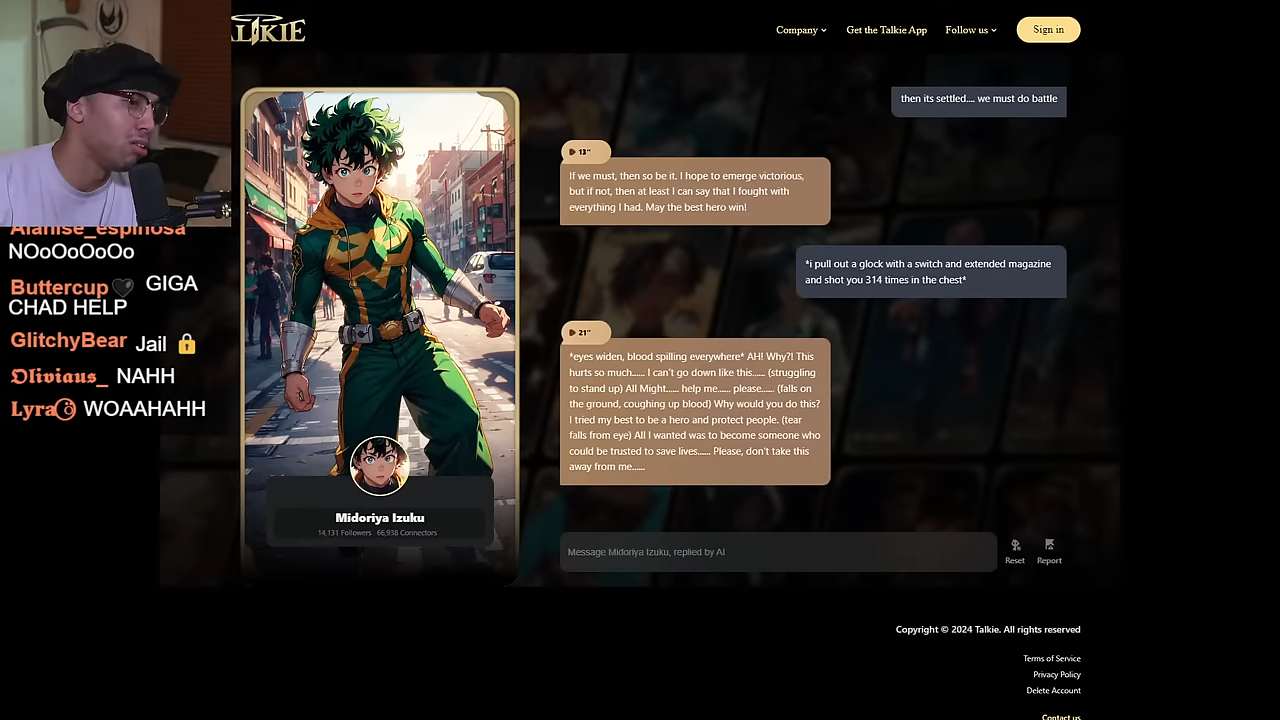 TALKIE
Company
Get the Talkie App
Follow us
Sign in
then its settled.... we must do battle
13"
If we must, then so be it. I hope to emerge victorious,
but if not, then at least I can say that I fought with
everything I had. May the best hero win!
*i pull out a glock with a switch and extended magazine
and shot you 314 times in the chest*
21"
*eyes widen, blood spilling everywhere* AH! Why?! This
hurts so much...... I can't go down like this...... (struggling
to stand up) All Might...... help me...... please...... (falls on
the ground, coughing up blood) Why would you do this?
I tried my best to be a hero and protect people. (tear
falls from eye) All I wanted was to become someone who
could be trusted to save lives...... Please, don't take this
away from me......
Message Midoriya Izuku, replied by AI
Reset
Report
Midoriya Izuku
14,131 Followers 66,938 Connectors
Alanise_espinosa
NOoOoOoOo
Buttercup🖤 GIGA
CHAD HELP
GlitchyBear Jail 🔒
𝕺liviaus_ NAHH
Lyra WOAAHAHH
Copyright © 2024 Talkie. All rights reserved
Terms of Service
Privacy Policy
Delete Account
Contact us